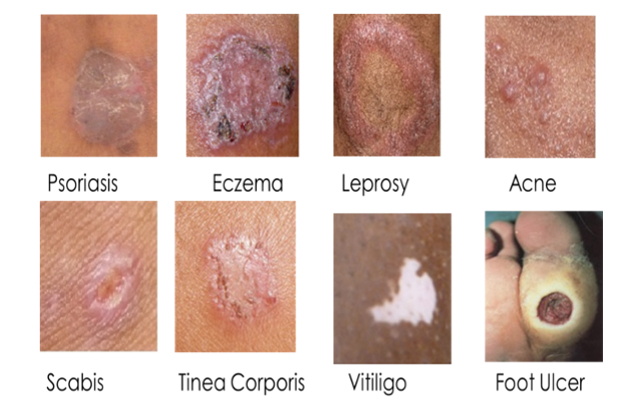 Psoriasis
Eczema
Leprosy
Acne
Scabis
Tinea Corporis
Vitiligo
Foot Ulcer